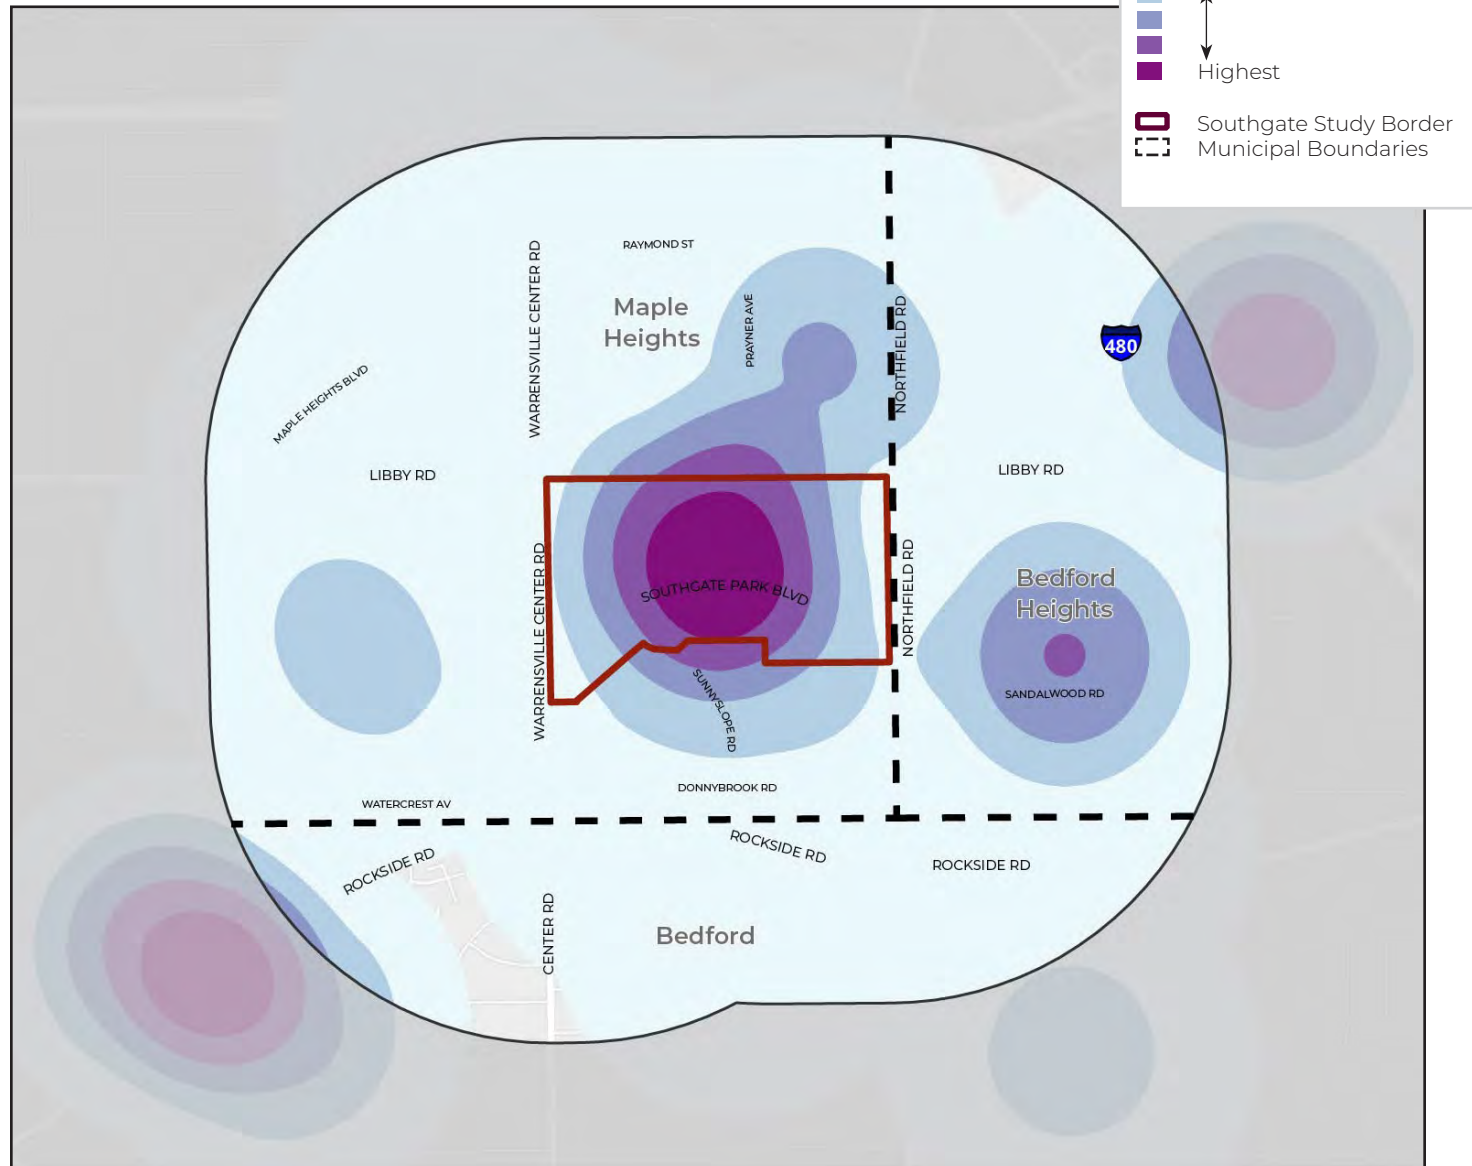 Highest
Southgate Study Border
Municipal Boundaries
RAYMOND ST
WARRENSVILLE CENTER RD
Maple
Heights
PRAYNER AVE
NORTHFIELD RD
480
MAPLE HEIGHTS BLVD
LIBBY RD
LIBBY RD
WARRENSVILLE CENTER RD
SOUTHGATE PARK BLVD
NORTHFIELD RD
Bedford
Heights
SUNNYSLOPE RD
SANDALWOOD RD
DONNYBROOK RD
WATERCREST AV
ROCKSIDE RD
ROCKSIDE RD
ROCKSIDE RD
CENTER RD
Bedford